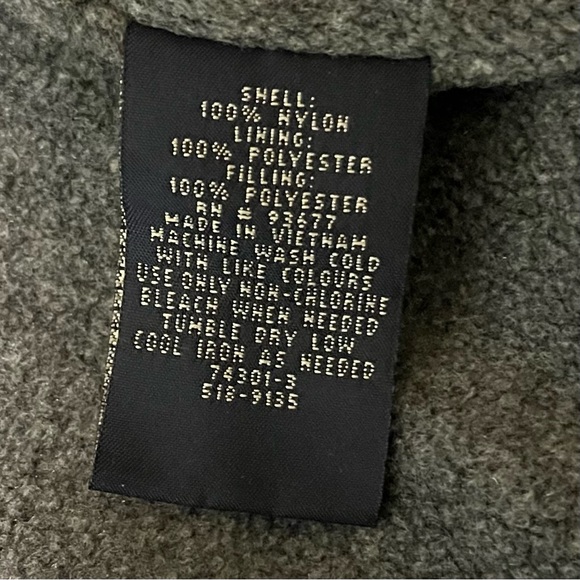 SHELL:
100% NYLON
LINING:
100% POLYESTER
FILLING:
100% POLYESTER
RN # 93677
MADE IN VIETNAM
MACHINE WASH COLD
WITH LIKE COLOURS
USE ONLY NON-CHLORINE
BLEACH WHEN NEEDED
TUMBLE DRY LOW
COOL IRON AS NEEDED
74301-3
518-9135